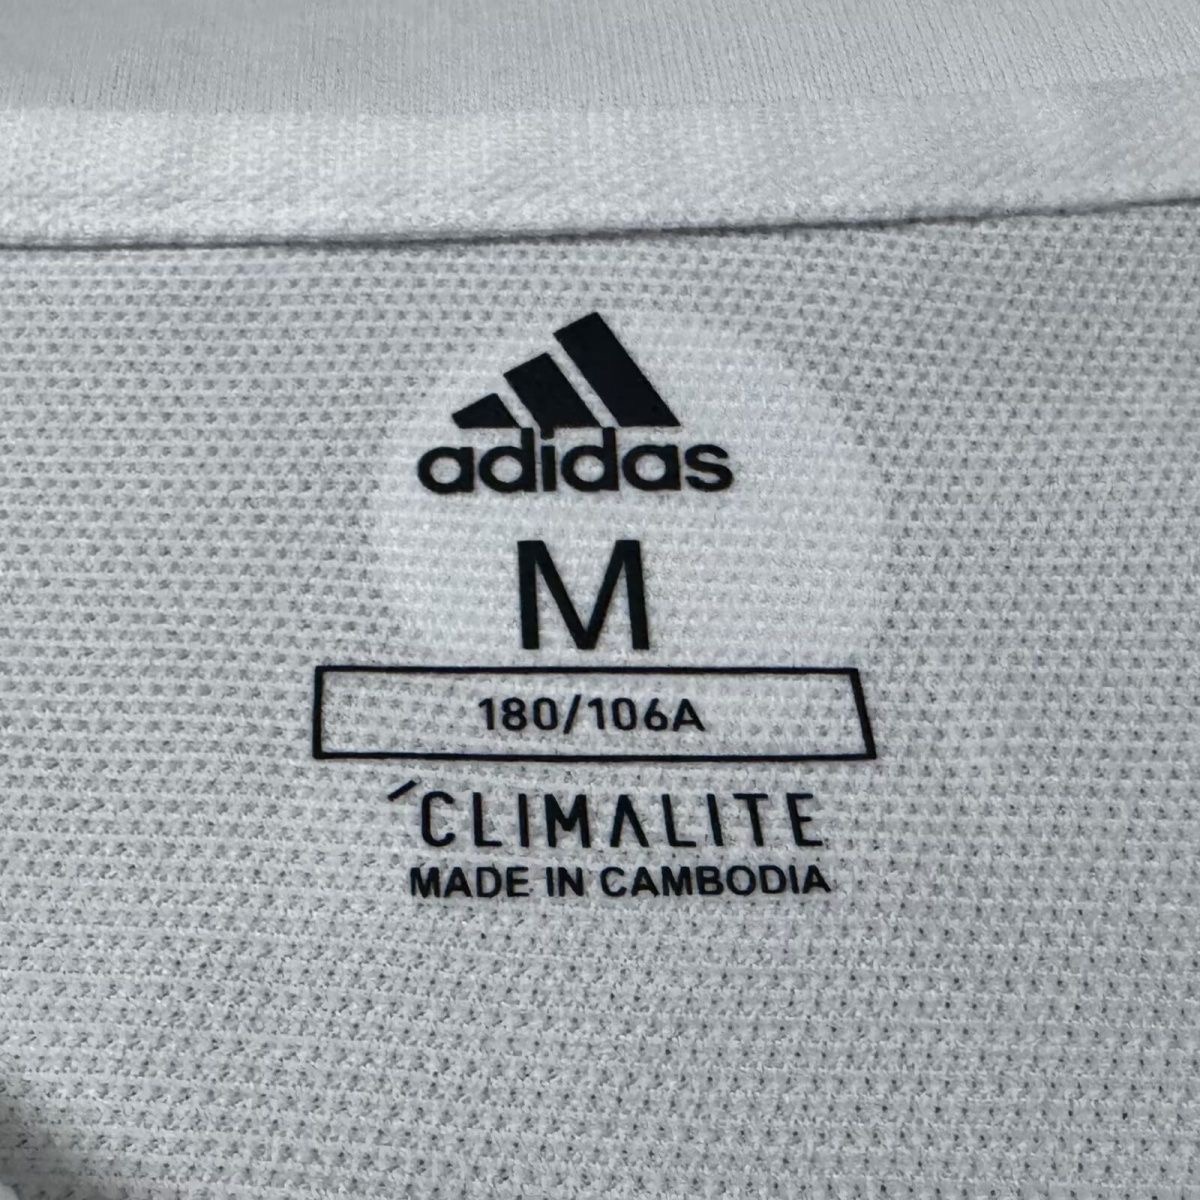 adidas
M
180/106A
´CLIMALITE
MADE IN CAMBODIA